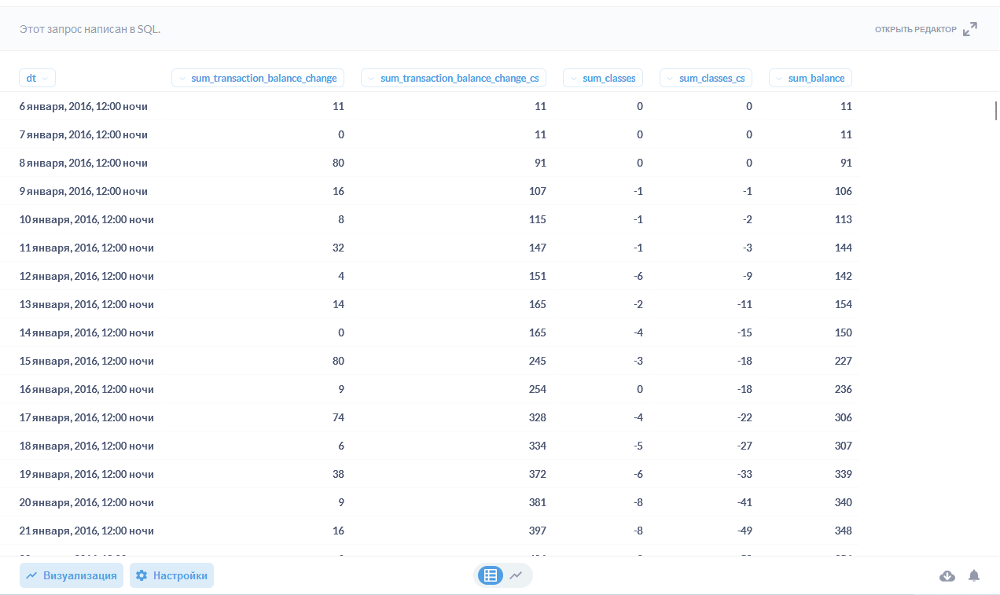 Этот запрос написан в SQL.
ОТКРЫТЬ РЕДАКТОР
dt sum_transaction_balance_change sum_transaction_balance_change_cs sum_classes sum_classes_cs sum_balance
6 января, 2016, 12:00 ночи 11 11 0 0 11
7 января, 2016, 12:00 ночи 0 11 0 0 11
8 января, 2016, 12:00 ночи 80 91 0 0 91
9 января, 2016, 12:00 ночи 16 107 -1 -1 106
10 января, 2016, 12:00 ночи 8 115 -1 -2 113
11 января, 2016, 12:00 ночи 32 147 -1 -3 144
12 января, 2016, 12:00 ночи 4 151 -6 -9 142
13 января, 2016, 12:00 ночи 14 165 -2 -11 154
14 января, 2016, 12:00 ночи 0 165 -4 -15 150
15 января, 2016, 12:00 ночи 80 245 -3 -18 227
16 января, 2016, 12:00 ночи 9 254 0 -18 236
17 января, 2016, 12:00 ночи 74 328 -4 -22 306
18 января, 2016, 12:00 ночи 6 334 -5 -27 307
19 января, 2016, 12:00 ночи 38 372 -6 -33 339
20 января, 2016, 12:00 ночи 9 381 -8 -41 340
21 января, 2016, 12:00 ночи 16 397 -8 -49 348
Визуализация Настройки